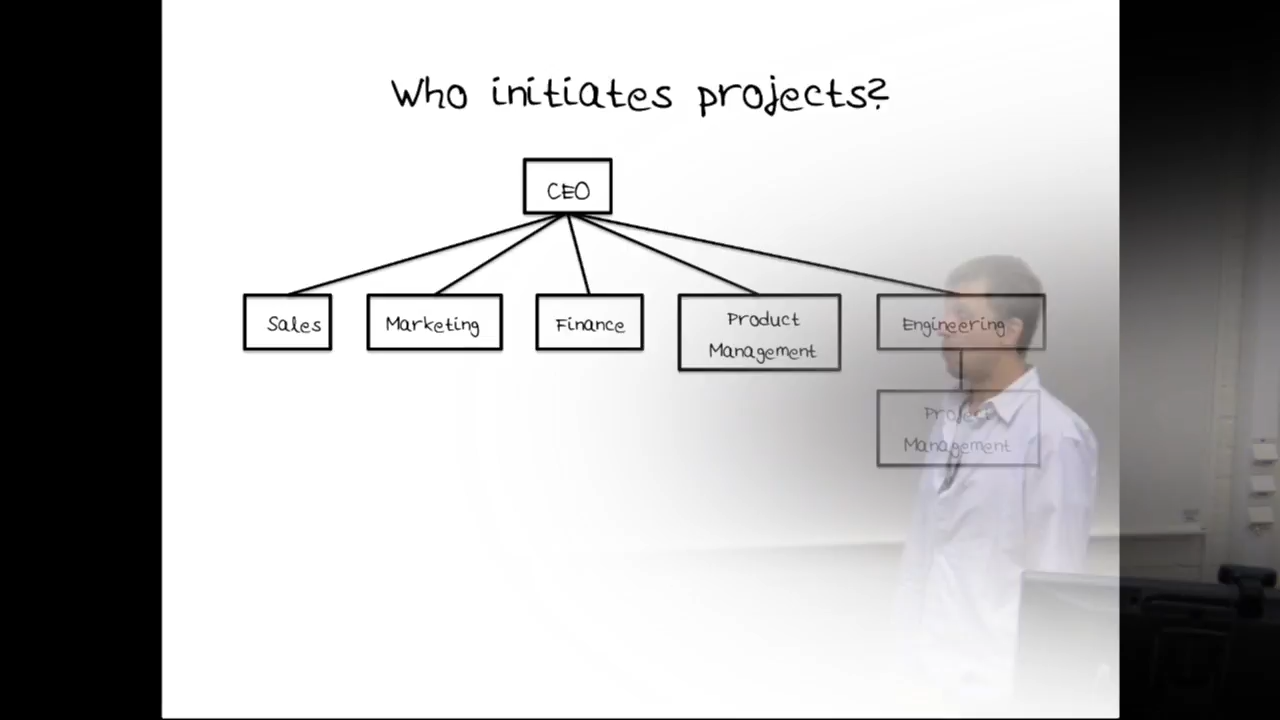 Who initiates projects?
CEO
Sales
Marketing
Finance
Product
Management
Engineering
Project
Management